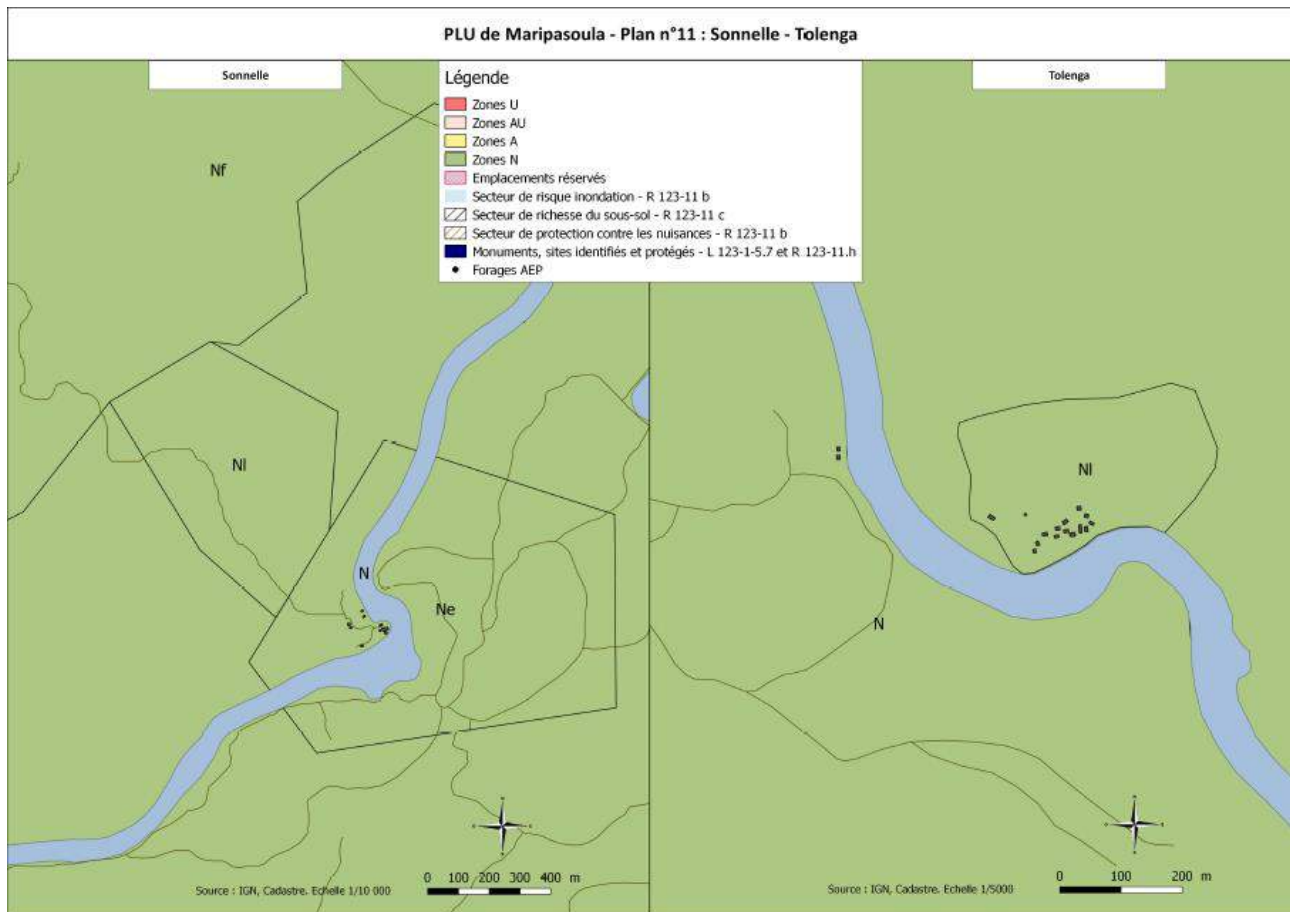 PLU de Maripasoula - Plan n°11 : Sonnelle - Tolenga
Sonnelle
Légende
Zones U
Zones AU
Zones A
Zones N
Emplacements réservés
Secteur de risque inondation - R 123-11 b
Secteur de richesse du sous-sol - R 123-11 c
Secteur de protection contre les nuisances - R 123-11 b
Monuments, sites identifiés et protégés - L 123-1-5.7 et R 123-11.h
Forages AEP
Tolenga
Nf
Nl
N
Ne
Nl
N
Source : IGN, Cadastre. Echelle 1/10 000
0 100 200 300 400 m
Source : IGN, Cadastre. Echelle 1/5000
0 100 200 m